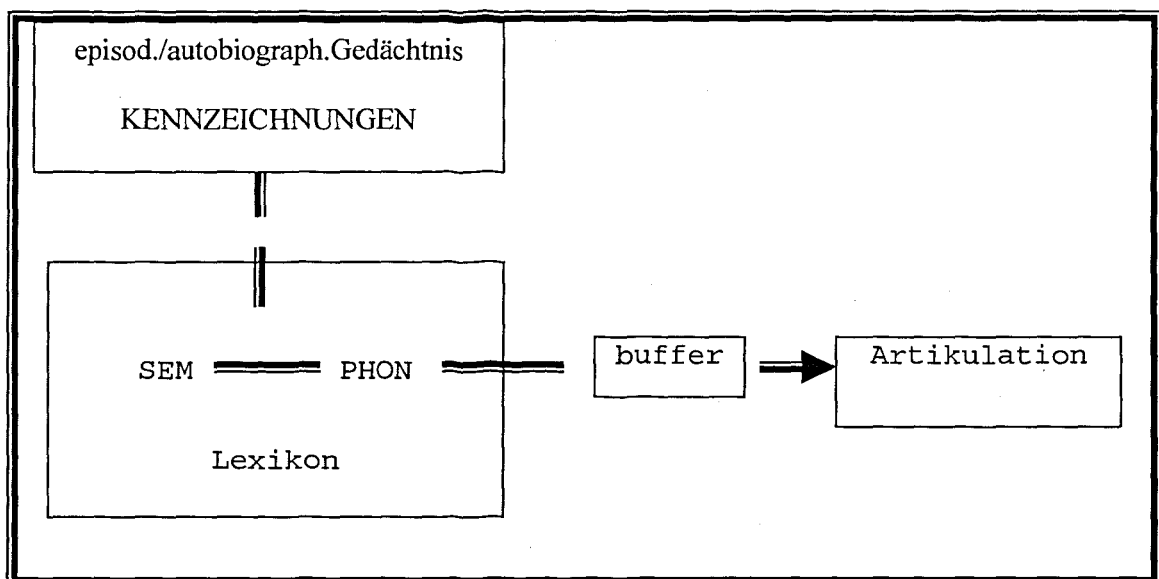 episod./autobiograph.Gedächtnis
KENNZEICHNUNGEN
SEM PHON buffer Artikulation
Lexikon